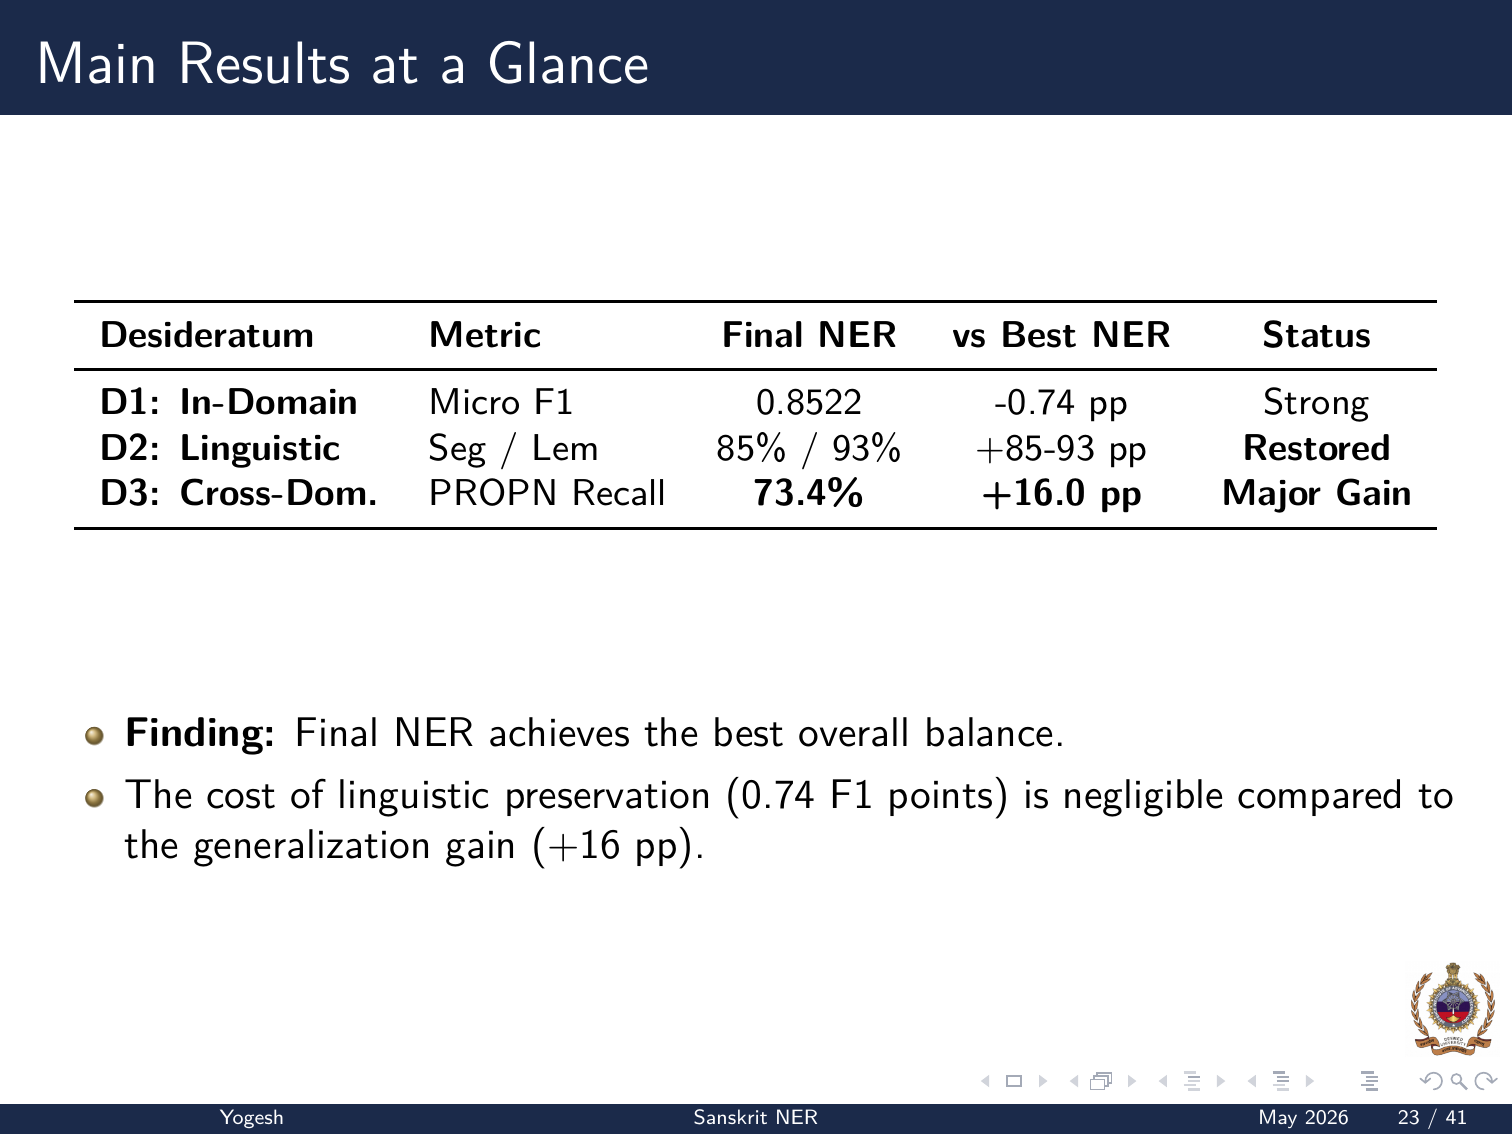 Main Results at a Glance
Desideratum Metric Final NER vs Best NER Status
D1: In-Domain Micro F1 0.8522 -0.74 pp Strong
D2: Linguistic Seg / Lem 85% / 93% +85-93 pp Restored
D3: Cross-Dom. PROPN Recall 73.4% +16.0 pp Major Gain
Finding: Final NER achieves the best overall balance.
The cost of linguistic preservation (0.74 F1 points) is negligible compared to
the generalization gain (+16 pp).
Yogesh Sanskrit NER May 2026 23 / 41